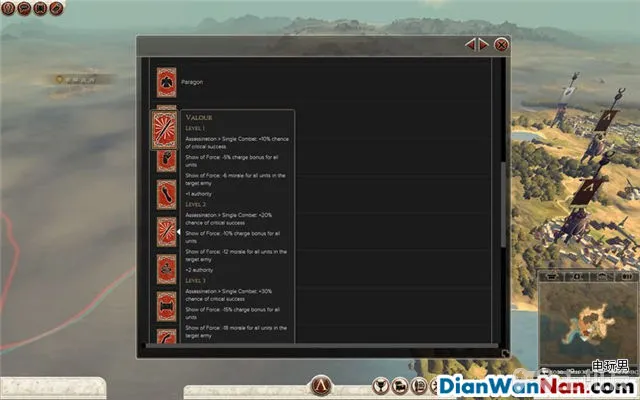 Paragon
VALOUR
LEVEL 1
Assassination > Single Combat: +10% chance
of critical success
Show of Force: -5% charge bonus for all
units
Show of Force: -6 morale for all units in the
target army
+1 authority
LEVEL 2
Assassination > Single Combat: +20%
chance of critical success
Show of Force: -10% charge bonus for all
units
Show of Force: -12 morale for all units in the
target army
+2 authority
LEVEL 3
Assassination > Single Combat: +30%
chance of critical success
Show of Force: -15% charge bonus for all
units
Show of Force: -18 morale for all units in the
target army
电玩男
DianWanNan.com